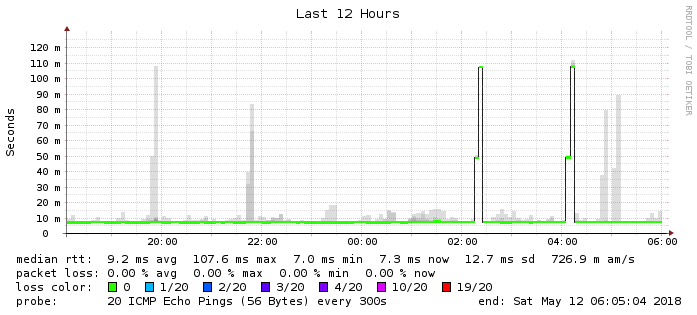 Last 12 Hours
RRDTOOL / TOBI OETIKER
Seconds
120 m
110 m
100 m
90 m
80 m
70 m
60 m
50 m
40 m
30 m
20 m
10 m
0
20:00 22:00 00:00 02:00 04:00 06:00
median rtt: 9.2 ms avg 107.6 ms max 7.0 ms min 7.3 ms now 12.7 ms sd 726.9 m am/s
packet loss: 0.00 % avg 0.00 % max 0.00 % min 0.00 % now
loss color: 0 1/20 2/20 3/20 4/20 10/20 19/20
probe: 20 ICMP Echo Pings (56 Bytes) every 300s end: Sat May 12 06:05:04 2018